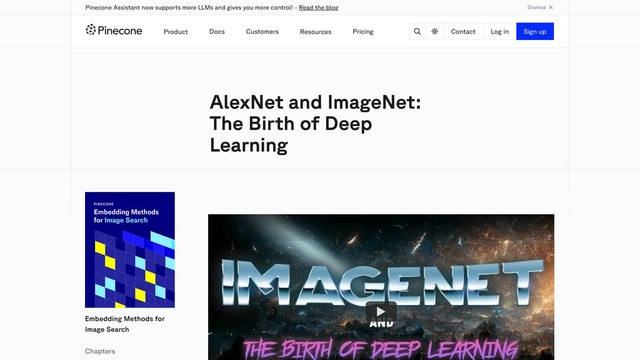 Pinecone Assistant now supports more LLMs and gives you more control! - Read the blog
Dismiss
Pinecone
Product
Docs
Customers
Resources
Pricing
Contact
Log in
Sign up
AlexNet and ImageNet:
The Birth of Deep
Learning
PINECONE
Embedding Methods
for Image Search
Embedding Methods for
Image Search
Chapters
IMAGENET
AND
THE BIRTH OF DEEP LEARNING